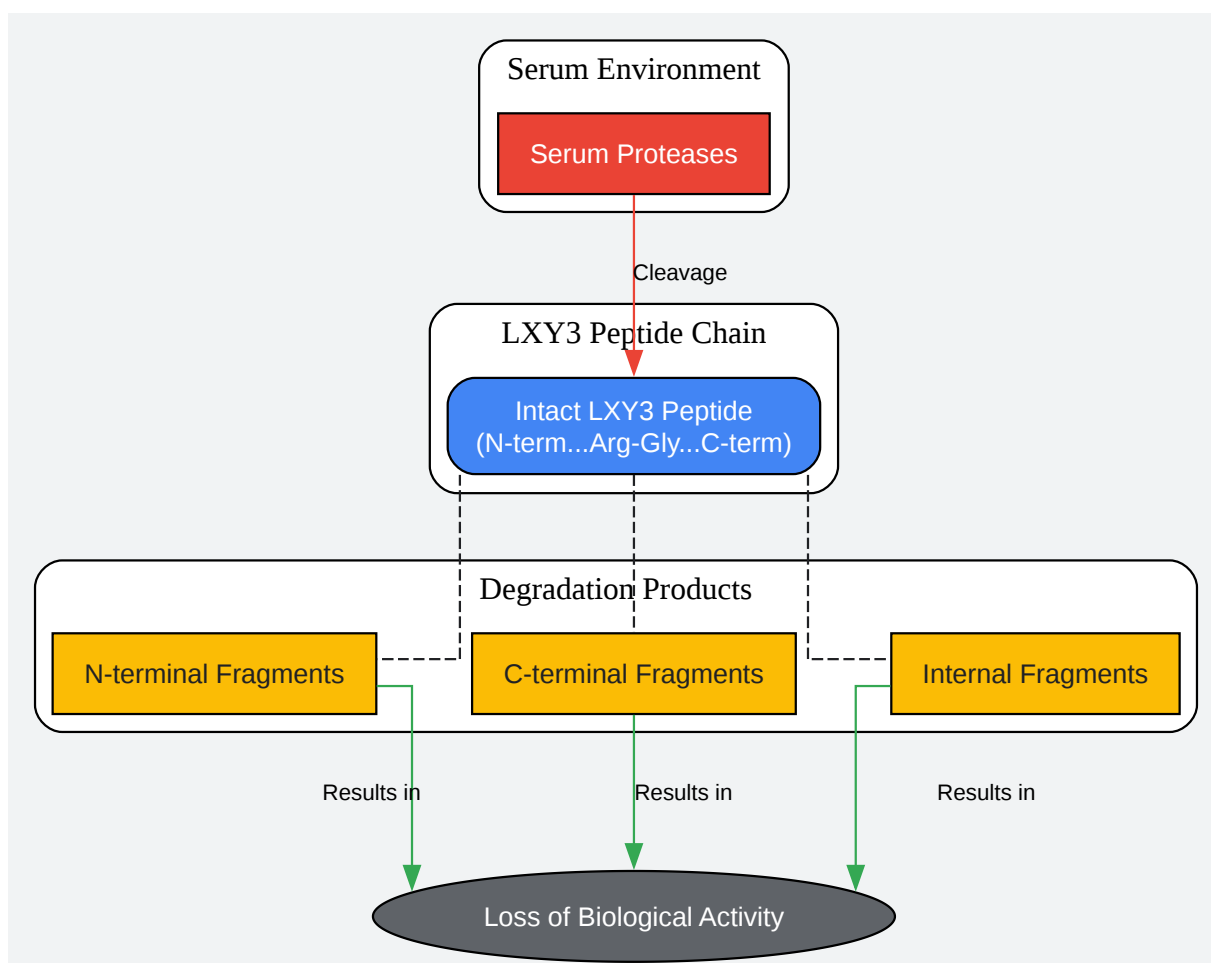 Serum Environment
Serum Proteases
Cleavage
LXY3 Peptide Chain
Intact LXY3 Peptide
(N-term...Arg-Gly...C-term)
Degradation Products
N-terminal Fragments
C-terminal Fragments
Internal Fragments
Results in
Results in
Results in
Loss of Biological Activity